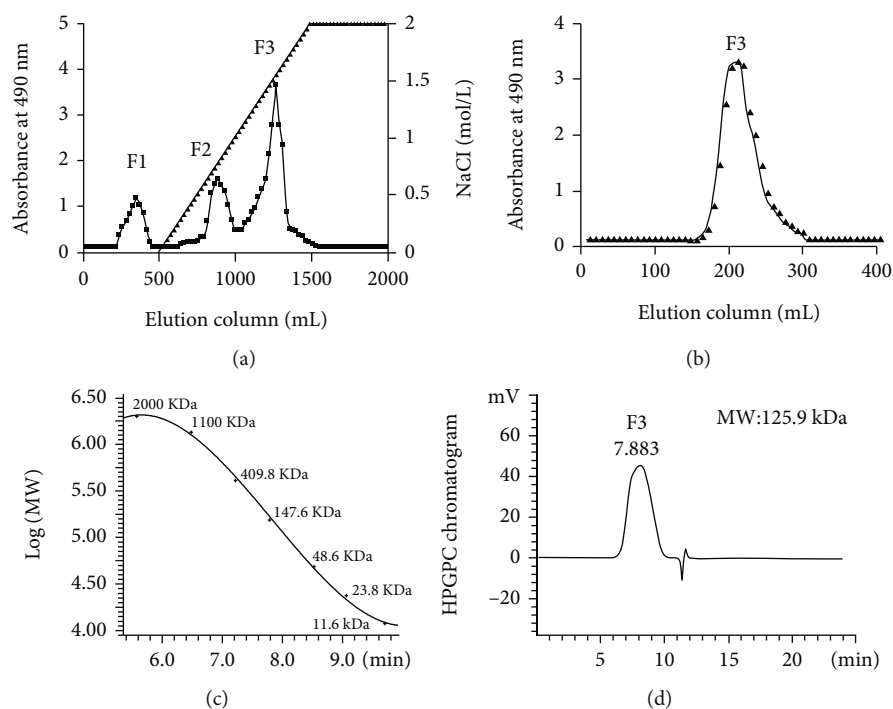 Absorbance at 490 nm
5
4
3
2
1
0
F1
F2
F3
2
1.5
1
0.5
0
NaCI (mol/L)
0
500
1000
1500
2000
Elution column (mL)
(a)
Absorbance at 490 nm
4
3
2
1
0
F3
0
100
200
300
400
Elution column (mL)
(b)
Log (MW)
6.50
6.00
5.50
5.00
4.50
4.00
2000 KDa
1100 KDa
409.8 KDa
147.6 KDa
48.6 KDa
23.8 KDa
11.6 kDa
6.0
7.0
8.0
9.0
(min)
(c)
HPGPC chromatogram
mV
60
40
20
0
−20
F3
7.883
MW:125.9 kDa
5
10
15
20
(min)
(d)